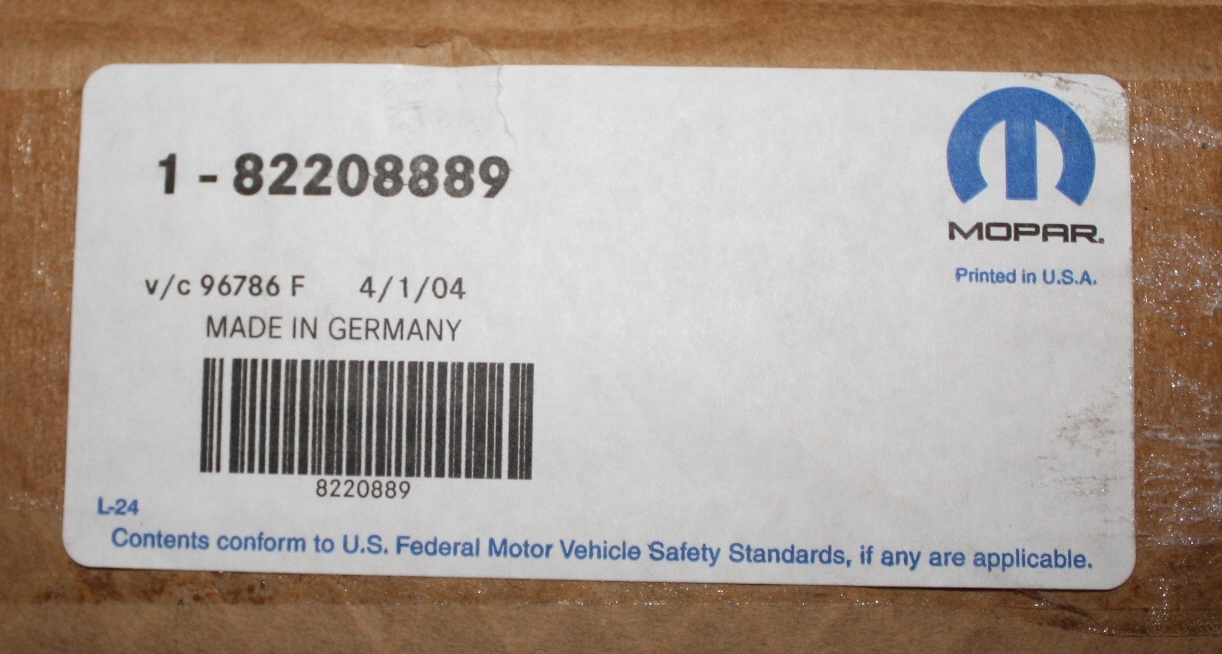 1 - 82208889
MOPAR.
Printed in U.S.A.
v/c 96786 F 4/1/04
MADE IN GERMANY
8220889
L-24
Contents conform to U.S. Federal Motor Vehicle Safety Standards, if any are applicable.